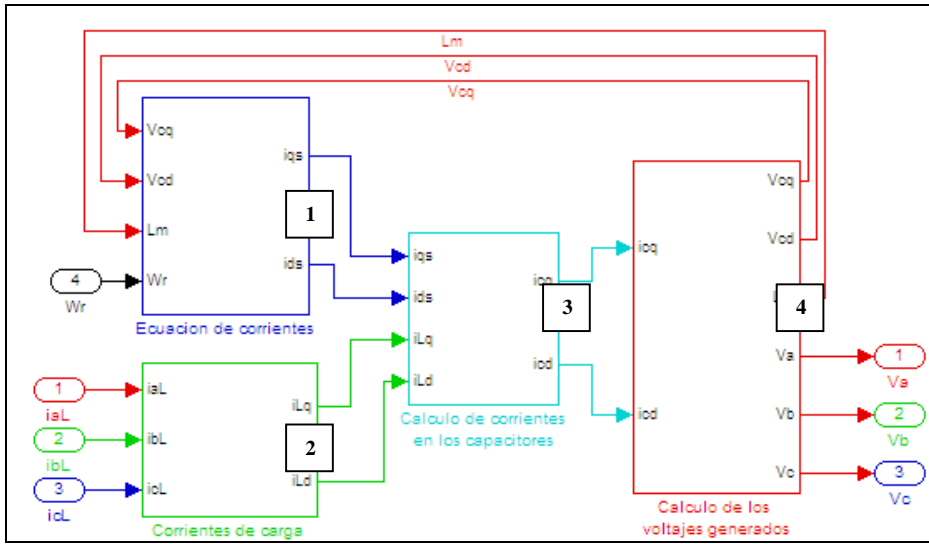 Lm
Vcd
Vcq
Vcq
Vcd
Lm
Wr
iqs
ids
1
4
Wr
Ecuacion de corrientes
1
iaL
2
ibL
3
icL
iaL
ibL
icL
iLq
iLd
2
Corrientes de carga
iqs
ids
iLq
iLd
icd
3
Calculo de corrientes
en los capacitores
icq
icd
Vcq
Vcd
4
Va
Vb
Vc
Calculo de los
voltajes generados
1
Va
2
Vb
3
Vc